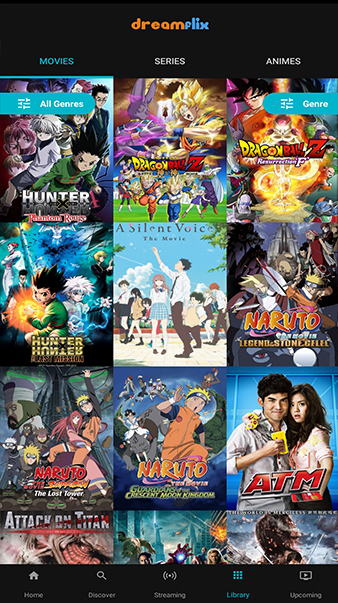 dreamflix
MOVIES
SERIES
ANIMES
All Genres
Genre
HUNTER
HUNTER
Phantom Rouge
DRAGON BALL Z
DRAGON BALL Z
Resurrection 'F'
HUNTER
HUNTER
THE LAST MISSION
A Silent Voice
The Movie
NARUTO
THE MOVIE
LEGEND OF THE STONE OF GELEL
NARUTO
The Lost Tower
NARUTO
THE MOVIE
GUARDIANS OF THE
CRESCENT MOON KINGDOM
ATM
ATTACK ON TITAN
THE WORLD IS MERCILESS
Home
Discover
Streaming
Library
Upcoming